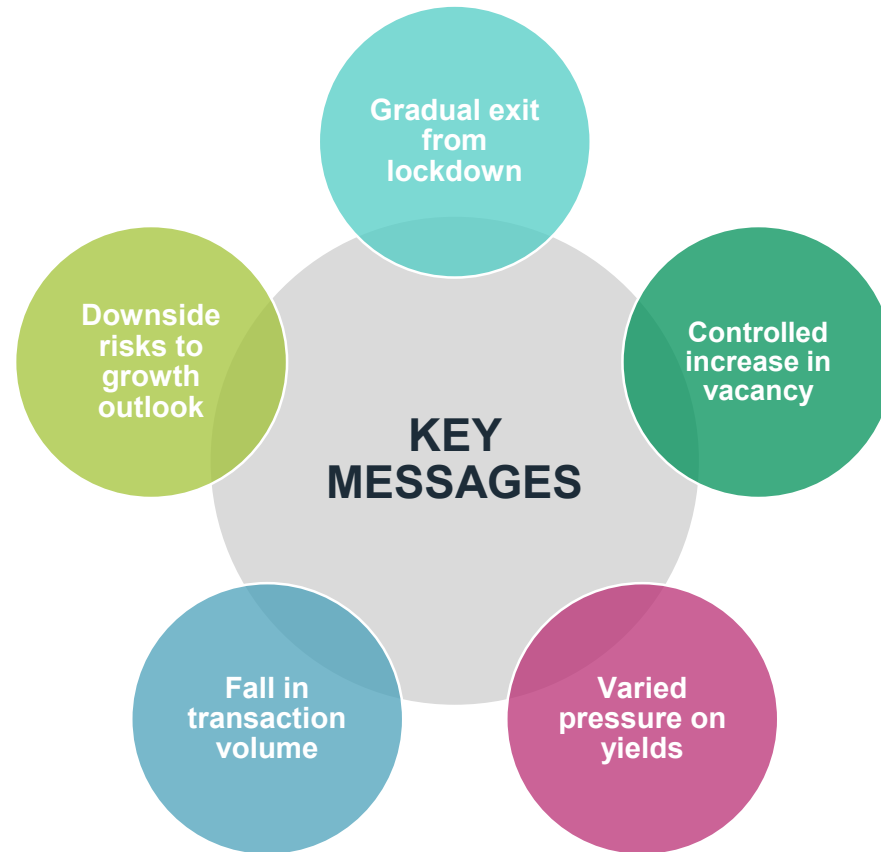 Gradual exit
from
lockdown
Downside
risks to
growth
outlook
Controlled
increase in
vacancy
KEY
MESSAGES
Fall in
transaction
volume
Varied
pressure on
yields